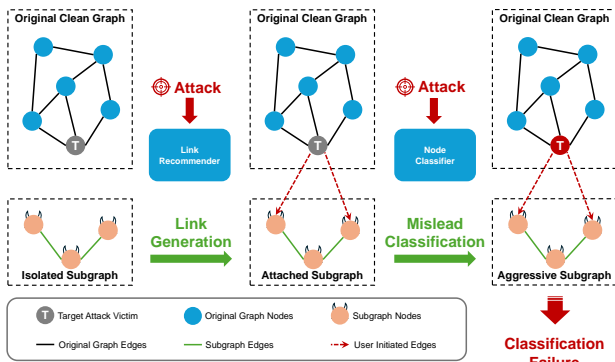 Original Clean Graph
Original Clean Graph
Original Clean Graph
Attack
Attack
Link
Recommender
Node
Classifier
T
T
T
Link
Generation
Mislead
Classification
Isolated Subgraph
Attached Subgraph
Aggressive Subgraph
T Target Attack Victim
Original Graph Nodes
Subgraph Nodes
Original Graph Edges
Subgraph Edges
User Initiated Edges
Classification
Failure